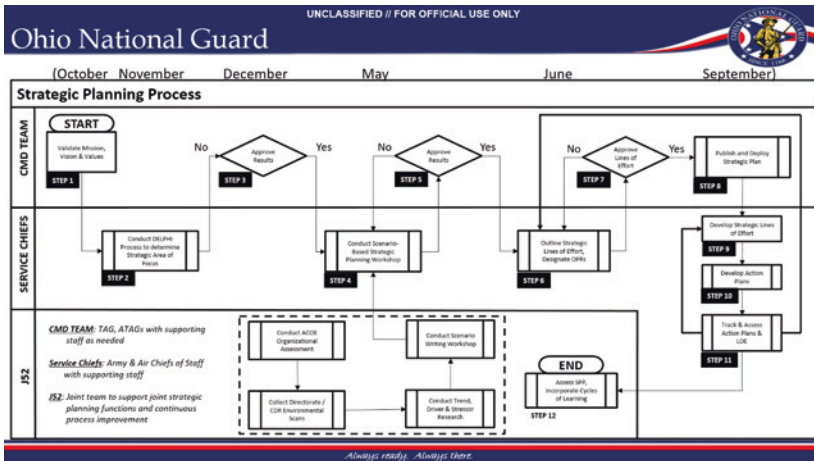 UNCLASSIFIED // FOR OFFICIAL USE ONLY
Ohio National Guard
OHIO NATIONAL GUARD
SINCE 1788
(October November December May June September)
Strategic Planning Process
CMD TEAM
START
Validate Mission,
Vision & Values
STEP 1
No
Approve
Results
Yes
STEP 3
No
Approve
Results
Yes
STEP 5
No
Approve
Lines of
Effort
Yes
STEP 7
Publish and Deploy
Strategic Plan
STEP 8
SERVICE CHIEFS
Conduct DELPHI
Process to determine
Strategic Area of
Focus
STEP 2
Conduct Scenario-
Based Strategic
Planning Workshop
STEP 4
Outline Strategic
Lines of Effort,
Designate OPRs
STEP 6
Develop Strategic Lines
of Effort
STEP 9
Develop Action
Plans
STEP 10
Track & Assess
Action Plans &
LOE
STEP 11
JS2
CMD TEAM: TAG, ATAGs with supporting
staff as needed
Service Chiefs: Army & Air Chiefs of Staff
with supporting staff
JS2: Joint team to support joint strategic
planning functions and continuous
process improvement
Conduct ACOE
Organizational
Assessment
Conduct Scenario
Writing Workshop
Collect Directorate /
CDR Environmental
Scans
Conduct Trend,
Driver & Stressor
Research
END
Assess SPP,
Incorporate Cycles
of Learning
STEP 12
Always ready. Always there.